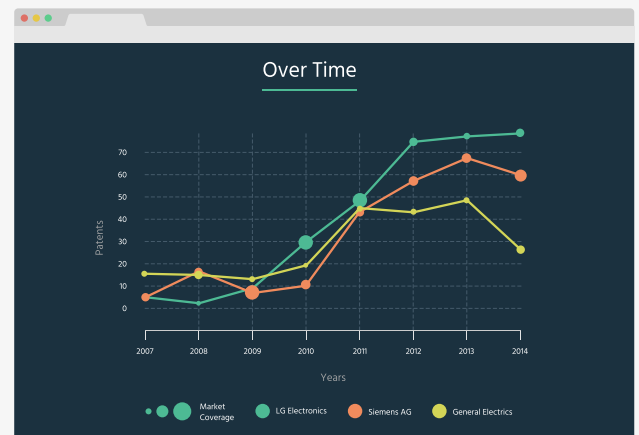 Over Time
70
60
50
40
30
20
10
0
Patents
2007 2008 2009 2010 2011 2012 2013 2014
Years
Market
Coverage
LG Electronics
Siemens AG
General Electrics